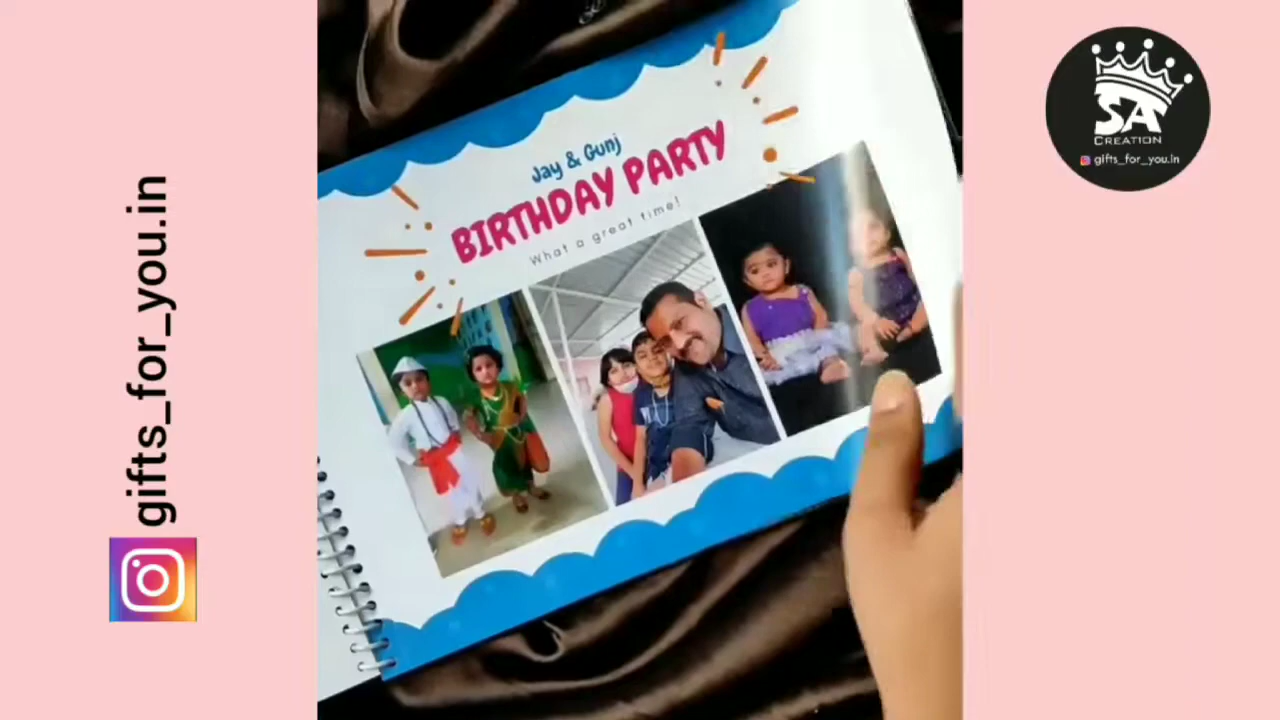 Jay & Gunj
BIRTHDAY PARTY
What a great time!
gifts_for_you.in
SA
CREATION
gifts_for_you.in